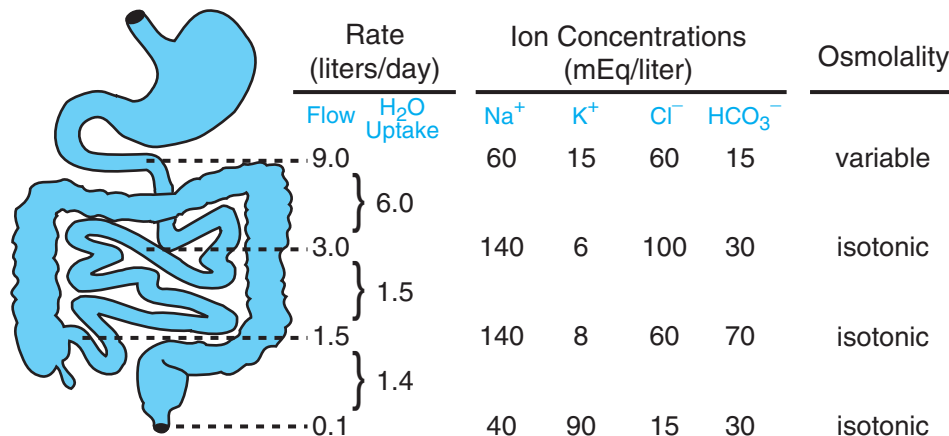 Rate Ion Concentrations
(liters/day) (mEq/liter) Osmolality
Flow H₂O Uptake Na⁺ K⁺ Cl⁻ HCO₃⁻
9.0 60 15 60 15 variable
6.0
3.0 140 6 100 30 isotonic
1.5
1.5 140 8 60 70 isotonic
1.4
0.1 40 90 15 30 isotonic